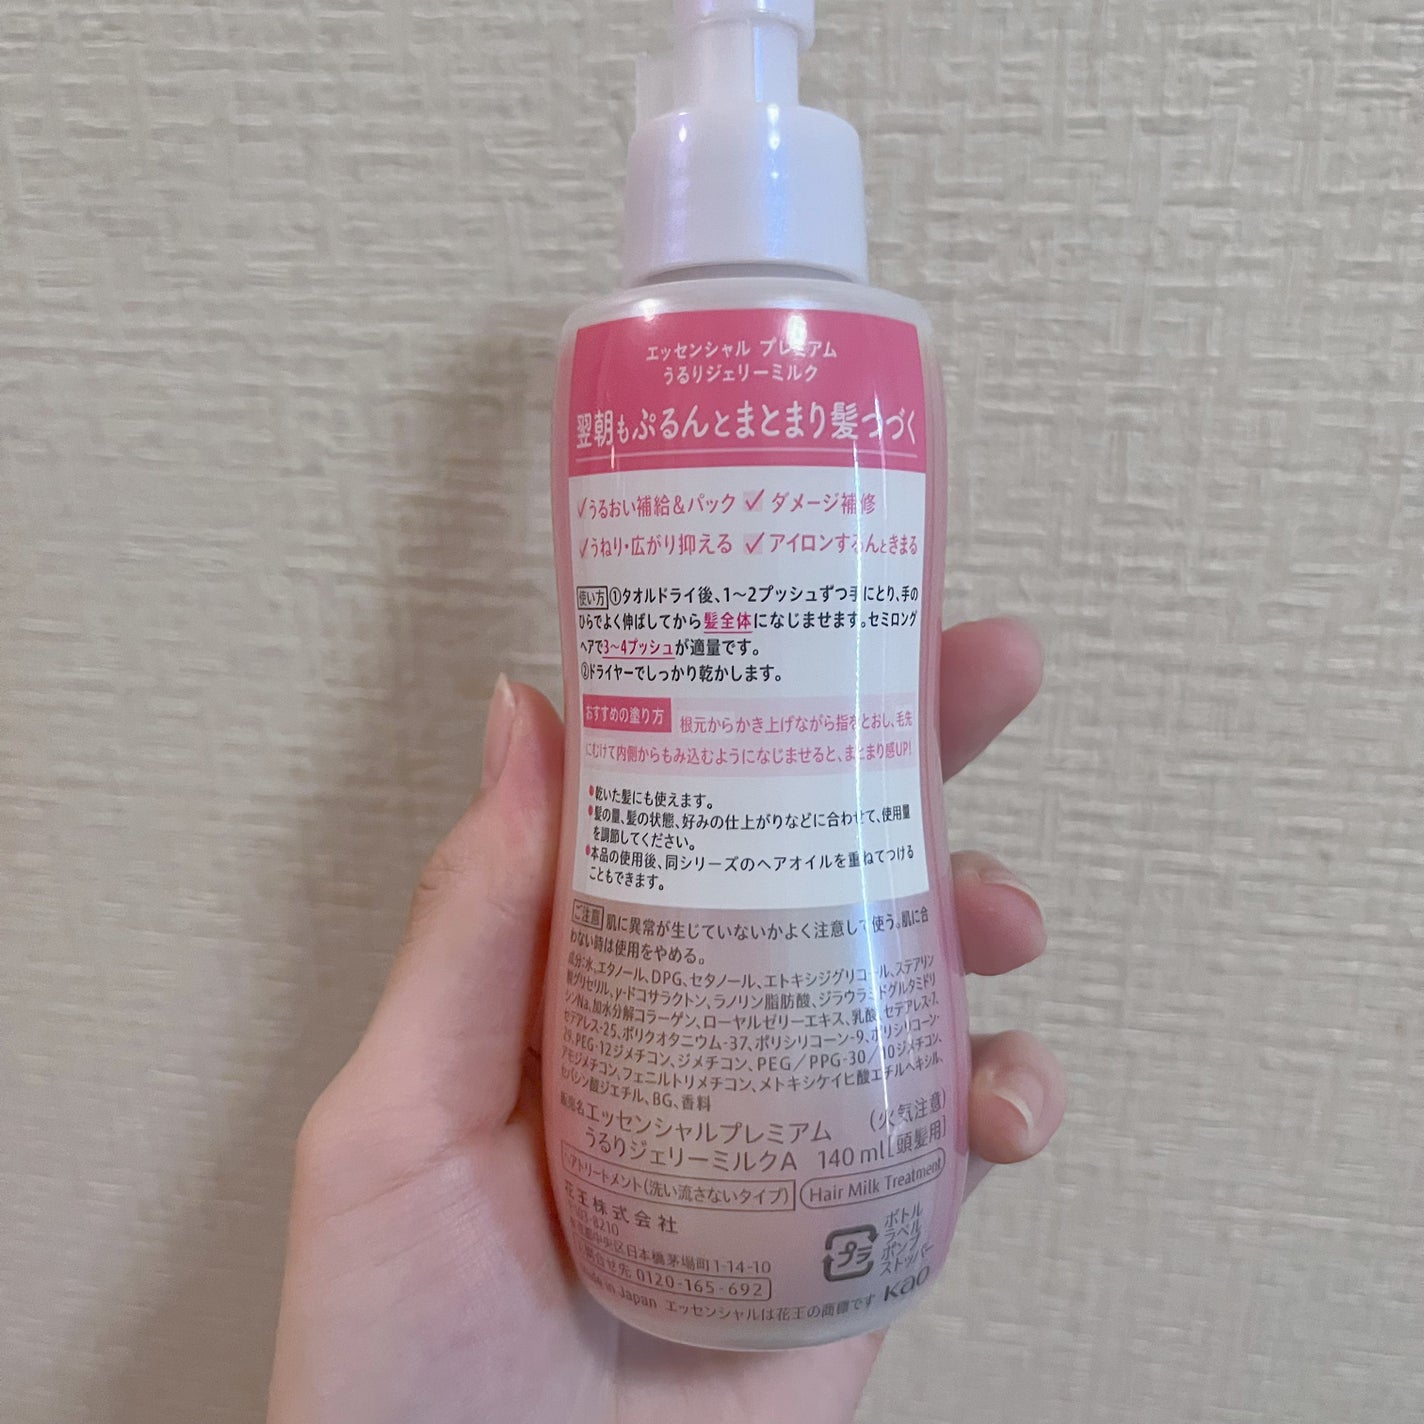 エッセンシャル プレミアム
うるりジェリーミルク
翌朝もぷるんとまとまり髪つづく
✓うるおい補給&パック ✓ダメージ補修
✓うねり・広がり抑える ✓アイロンするんときまる
使い方 ①タオルドライ後、1〜2プッシュずつ手にとり、手の
ひらでよく伸ばしてから髪全体になじませます。セミロング
ヘアで3〜4プッシュが適量です。
②ドライヤーでしっかり乾かします。
おすすめの塗り方 根元からかき上げながら指をとおし、毛先
にむけて内側からもみ込むようになじませると、まとまり感UP!
●乾いた髪にも使えます。
●髪の量、髪の状態、好みの仕上がりなどに合わせて、使用量
を調節してください。
●本品の使用後、同シリーズのヘアオイルを重ねてつける
こともできます。
ご注意 肌に異常が生じていないかよく注意して使う。肌に合
わない時は使用をやめる。
成分:水、エタノール、DPG、セタノール、エトキシジグリコール、ステアリン
酸グリセリル、γ-ドコサラクトン、ラノリン脂肪酸、ジラウラミドグルタミドリ
シンNa、加水分解コラーゲン、ローヤルゼリーエキス、乳酸、セテアレス-7、
セテアレス-25、ポリクオタニウム-37、ポリシリコーン-9、ポリシリコーン-
29、PEG-12ジメチコン、ジメチコン、PEG/PPG-30/10ジメチコン、
アモジメチコン、フェニルトリメチコン、メトキシケイヒ酸エチルヘキシル、
セバシン酸ジエチル、BG、香料
販売名エッセンシャルプレミアム (火気注意)
うるりジェリーミルクA 140ml[頭髪用]
ヘアトリートメント(洗い流さないタイプ) Hair Milk Treatment
花王株式会社
103-8210
東京都中央区日本橋茅場町1-14-10
お問合せ先 0120-165-692
プラ
ボトル
ラベル
ポンプ
ストッパー
Made in Japan エッセンシャルは花王の商標です Kao